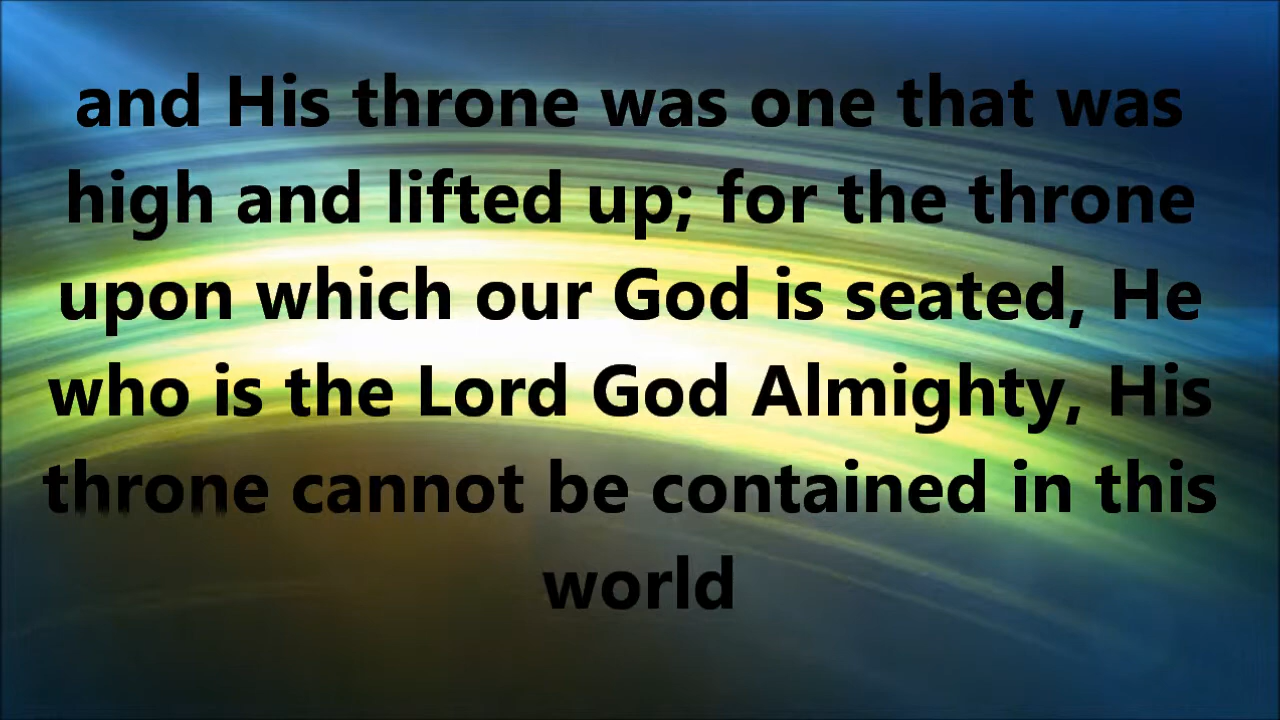 and His throne was one that was
high and lifted up; for the throne
upon which our God is seated, He
who is the Lord God Almighty, His
throne cannot be contained in this
world